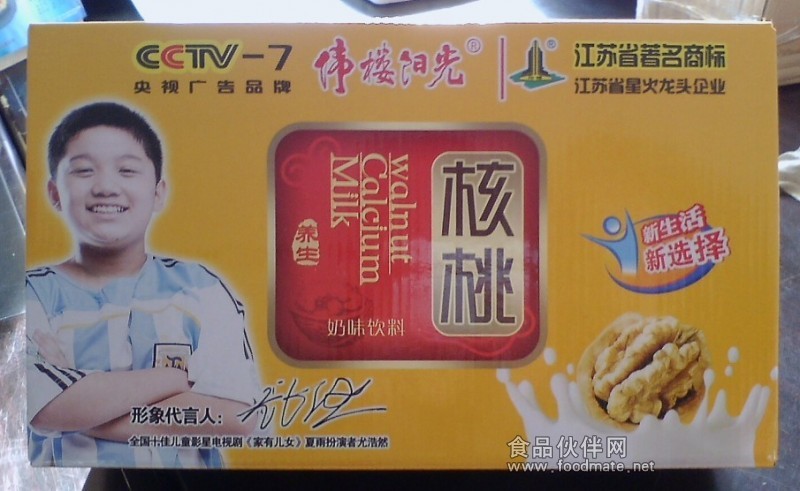 CCTV-7
央视广告品牌
伟楼阳光®
®
江苏省著名商标
江苏省星火龙头企业
核桃
walnut
Calcium
Milk
养生
奶味饮料
新生活
新选择
形象代言人:
全国十佳儿童影星电视剧《家有儿女》夏雨扮演者尤浩然
食品伙伴网
www.foodmate.net